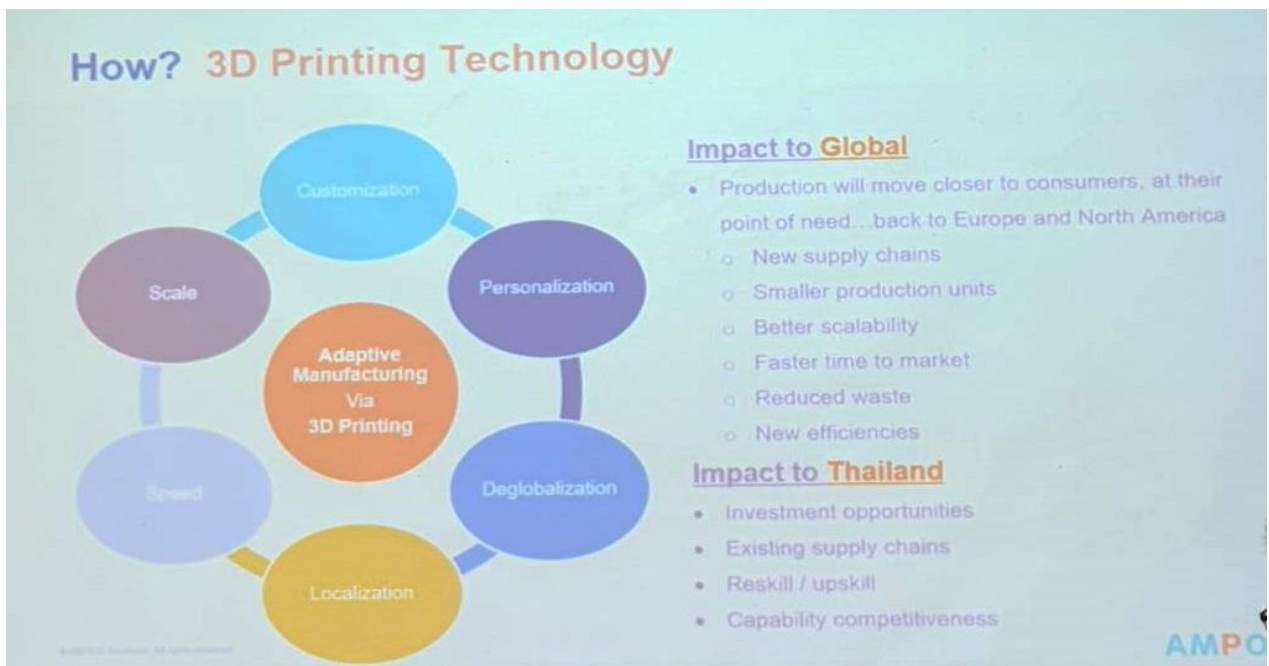 How? 3D Printing Technology
Customization
Personalization
Deglobalization
Localization
Speed
Scale
Adaptive
Manufacturing
Via
3D Printing
Impact to Global
• Production will move closer to consumers, at their
point of need...back to Europe and North America
o New supply chains
o Smaller production units
o Better scalability
o Faster time to market
o Reduced waste
o New efficiencies
Impact to Thailand
• Investment opportunities
• Existing supply chains
• Reskill / upskill
• Capability competitiveness
All rights reserved
AMPO